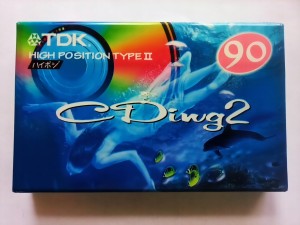 TDK
90
HIGH POSITION TYPE II
ハイポジ
CDing2